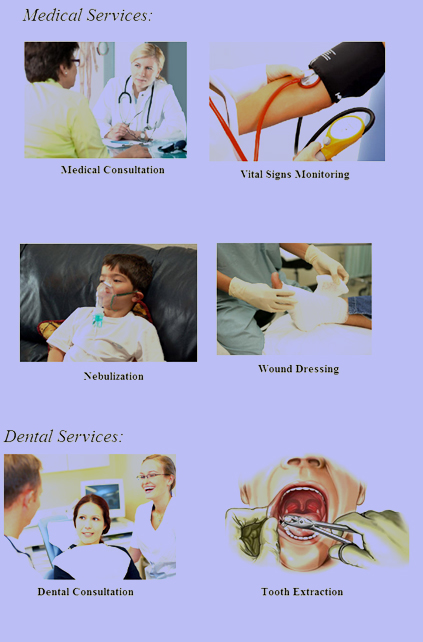 Medical Services:
Medical Consultation
Vital Signs Monitoring
Nebulization
Wound Dressing
Dental Services:
Dental Consultation
Tooth Extraction